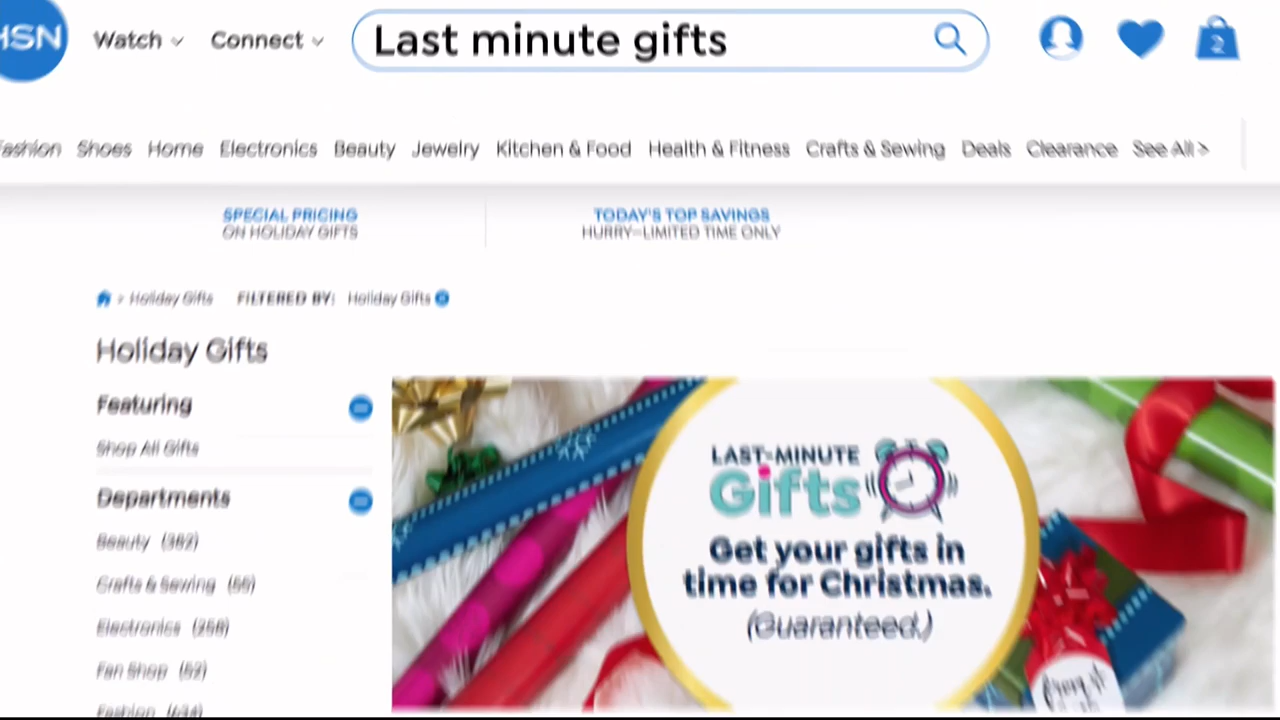 HSN
Watch Connect Last minute gifts 2
Fashion Shoes Home Electronics Beauty Jewelry Kitchen & Food Health & Fitness Crafts & Sewing Deals Clearance See All >
SPECIAL PRICING
ON HOLIDAY GIFTS
TODAY'S TOP SAVINGS
HURRY–LIMITED TIME ONLY
> Holiday Gifts FILTERED BY: Holiday Gifts
Holiday Gifts
Featuring
Shop All Gifts
Departments
Beauty (382)
Crafts & Sewing
Electronics (258)
Fan Shop (52)
Fashion
LAST-MINUTE
Gifts
Get your gifts in
time for Christmas.
(Guaranteed.)